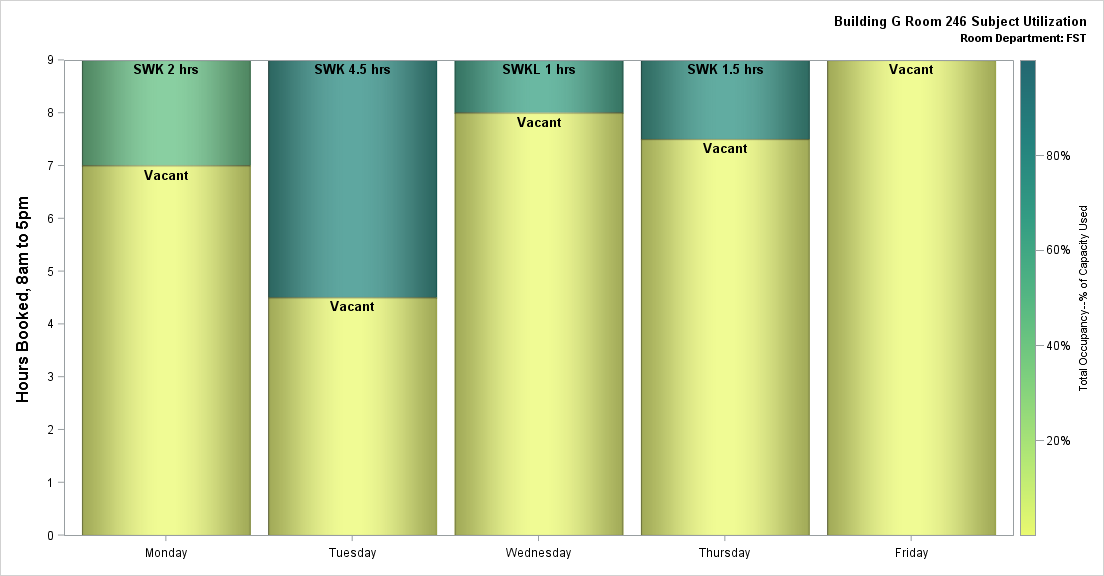 Building G Room 246 Subject Utilization
Room Department: FST
Hours Booked, 8am to 5pm
9
8
7
6
5
4
3
2
1
0
SWK 2 hrs
Vacant
SWK 4.5 hrs
Vacant
SWKL 1 hrs
Vacant
SWK 1.5 hrs
Vacant
Vacant
Monday
Tuesday
Wednesday
Thursday
Friday
80%
60%
40%
20%
Total Occupancy--% of Capacity Used